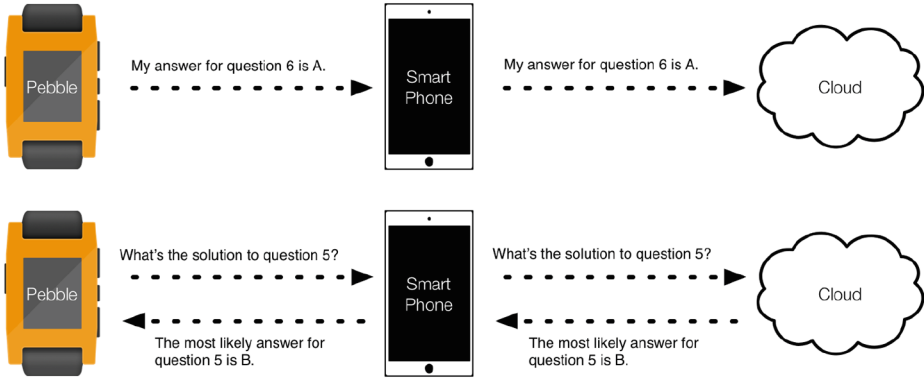 My answer for question 6 is A.
My answer for question 6 is A.
Pebble
Smart
Phone
Cloud
What's the solution to question 5?
What's the solution to question 5?
Pebble
Smart
Phone
Cloud
The most likely answer for
question 5 is B.
The most likely answer for
question 5 is B.